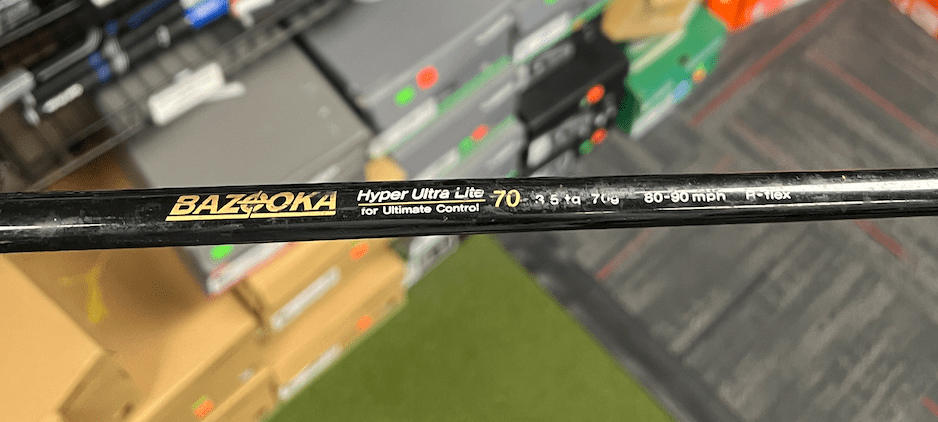 BAZOOKA Hyper Ultra Lite 70 3.5 tq 70g 80-90 mph R-flex
for Ultimate Control